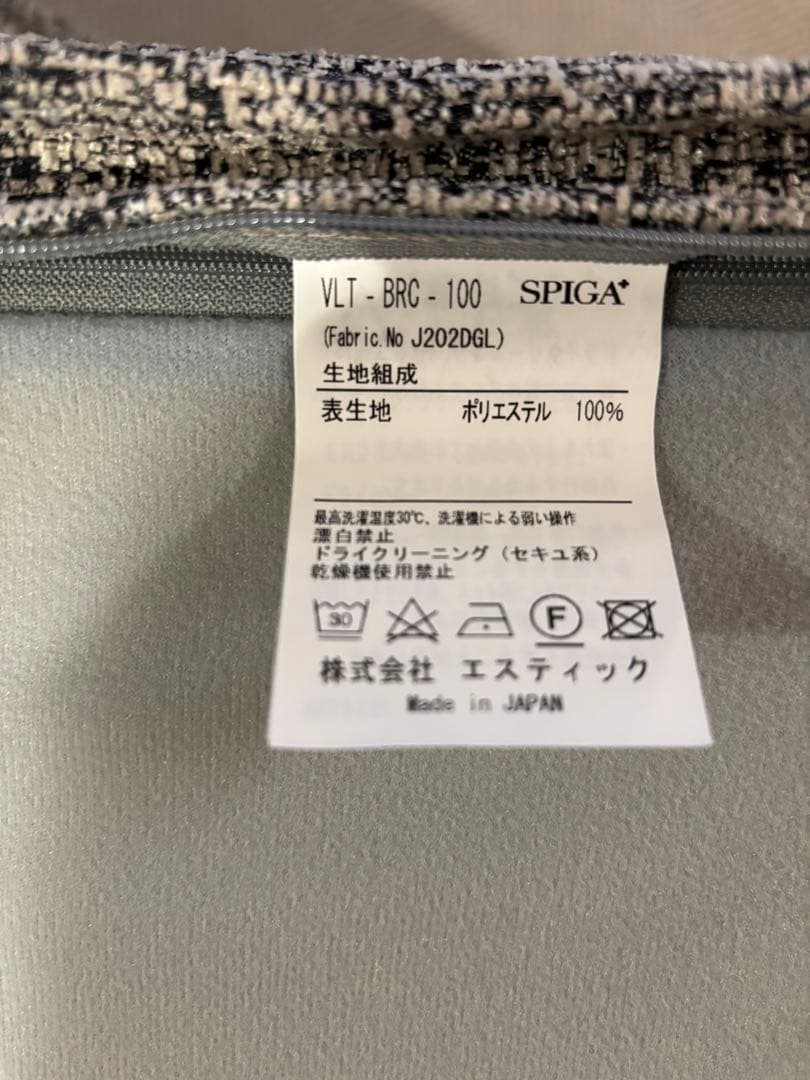 VLT - BRC - 100 SPIGA+
(Fabric.No J202DGL)
生地組成
表生地 ポリエステル 100%
最高洗濯温度30℃、洗濯機による弱い操作
漂白禁止
ドライクリーニング (セキユ系)
乾燥機使用禁止
30 F
株式会社 エスティック
Made in JAPAN